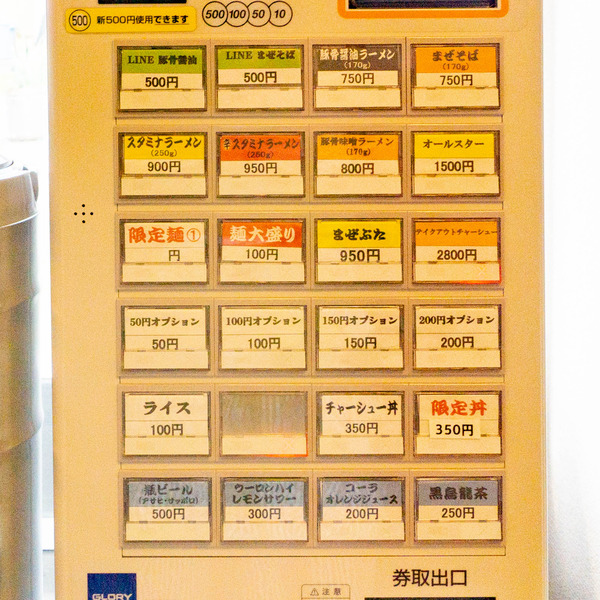 500 新500円使用できます 500 100 50 10
LINE 豚骨醤油
500円
LINE まぜそば
500円
豚骨醤油ラーメン
(170g)
750円
まぜそば
(170g)
750円
スタミナラーメン
(250g)
900円
辛スタミナラーメン
(250g)
950円
豚骨味噌ラーメン
(170g)
800円
オールスター
1500円
限定麺①
円
麺大盛り
100円
まぜぶた
950円
テイクアウトチャーシュー
2800円
50円オプション
50円
100円オプション
100円
150円オプション
150円
200円オプション
200円
ライス
100円
チャーシュー丼
350円
限定丼
350円
瓶ビール
(アサヒ・サッポロ)
500円
ウーロンハイ
レモンサワー
300円
コーラ
オレンジジュース
200円
黒烏龍茶
250円
券取出口
GLORY
注意